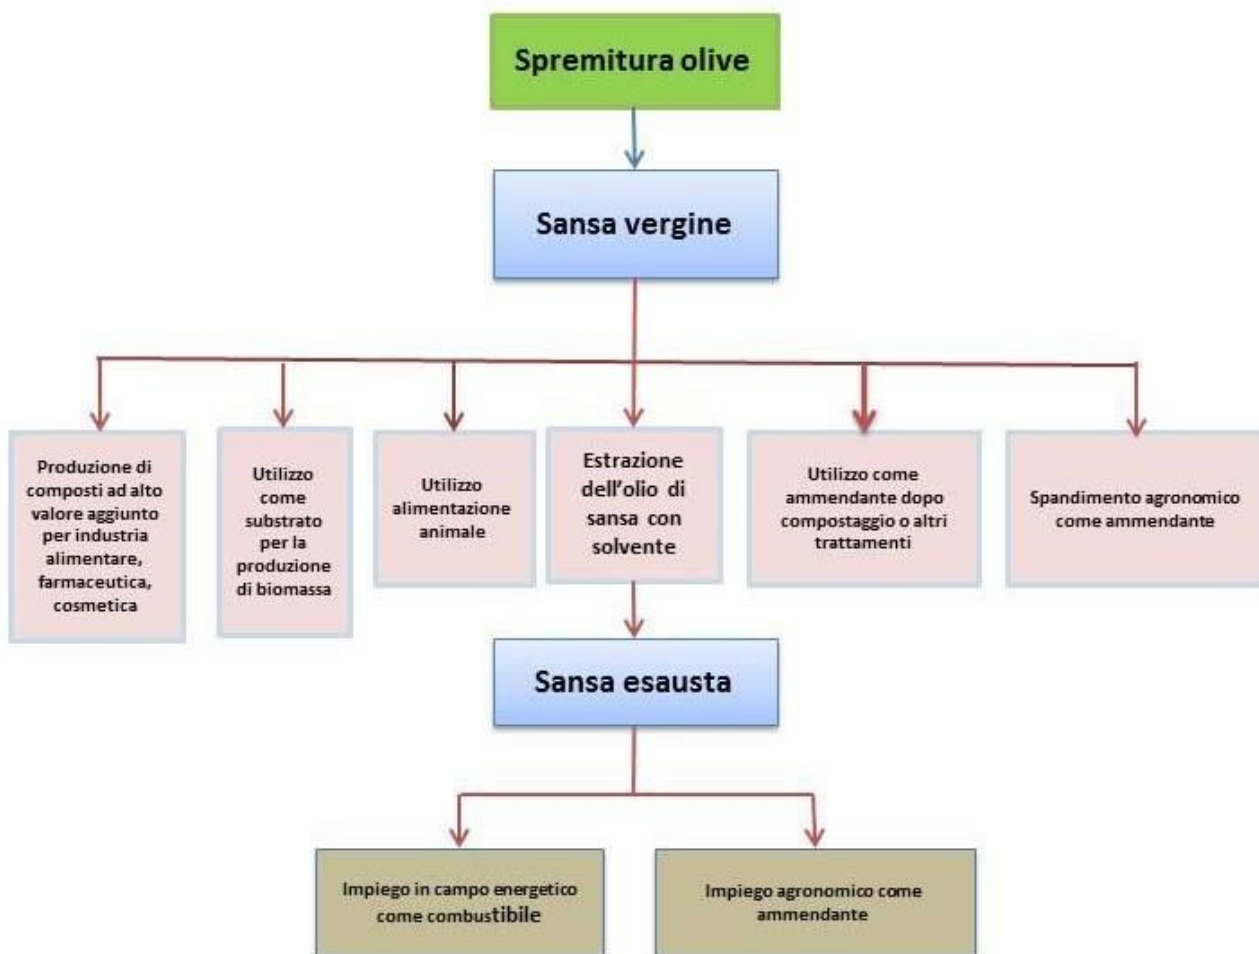 Spremitura olive
Sansa vergine
Produzione di
composti ad alto
valore aggiunto
per industria
alimentare,
farmaceutica,
cosmetica
Utilizzo
come
substrato
per la
produzione
di biomassa
Utilizzo
alimentazione
animale
Estrazione
dell'olio di
sansa con
solvente
Utilizzo come
ammendante dopo
compostaggio o altri
trattamenti
Spandimento agronomico
come ammendante
Sansa esausta
Impiego in campo energetico
come combustibile
Impiego agronomico come
ammendante